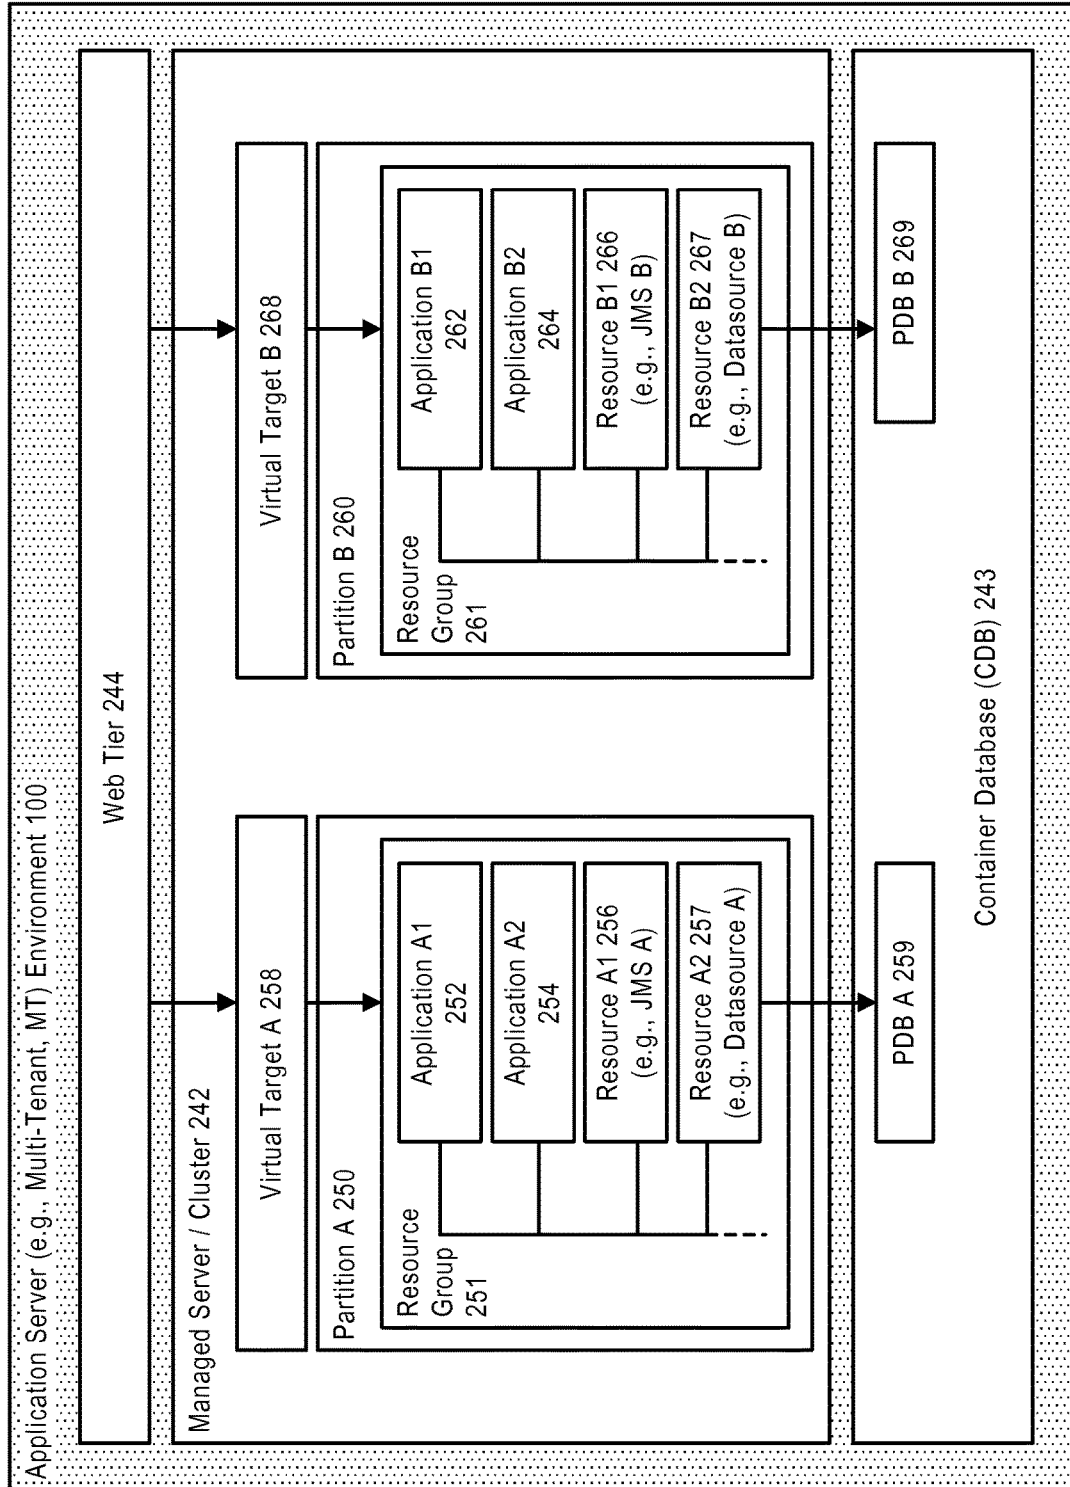 Application Server (e.g., Multi-Tenant, MT) Environment 100
Web Tier 244
Managed Server / Cluster 242
Virtual Target A 258
Partition A 250
Resource
Group
251
Application A1
252
Application A2
254
Resource A1 256
(e.g., JMS A)
Resource A2 257
(e.g., Datasource A)
Virtual Target B 268
Partition B 260
Resource
Group
261
Application B1
262
Application B2
264
Resource B1 266
(e.g., JMS B)
Resource B2 267
(e.g., Datasource B)
PDB A 259
PDB B 269
Container Database (CDB) 243